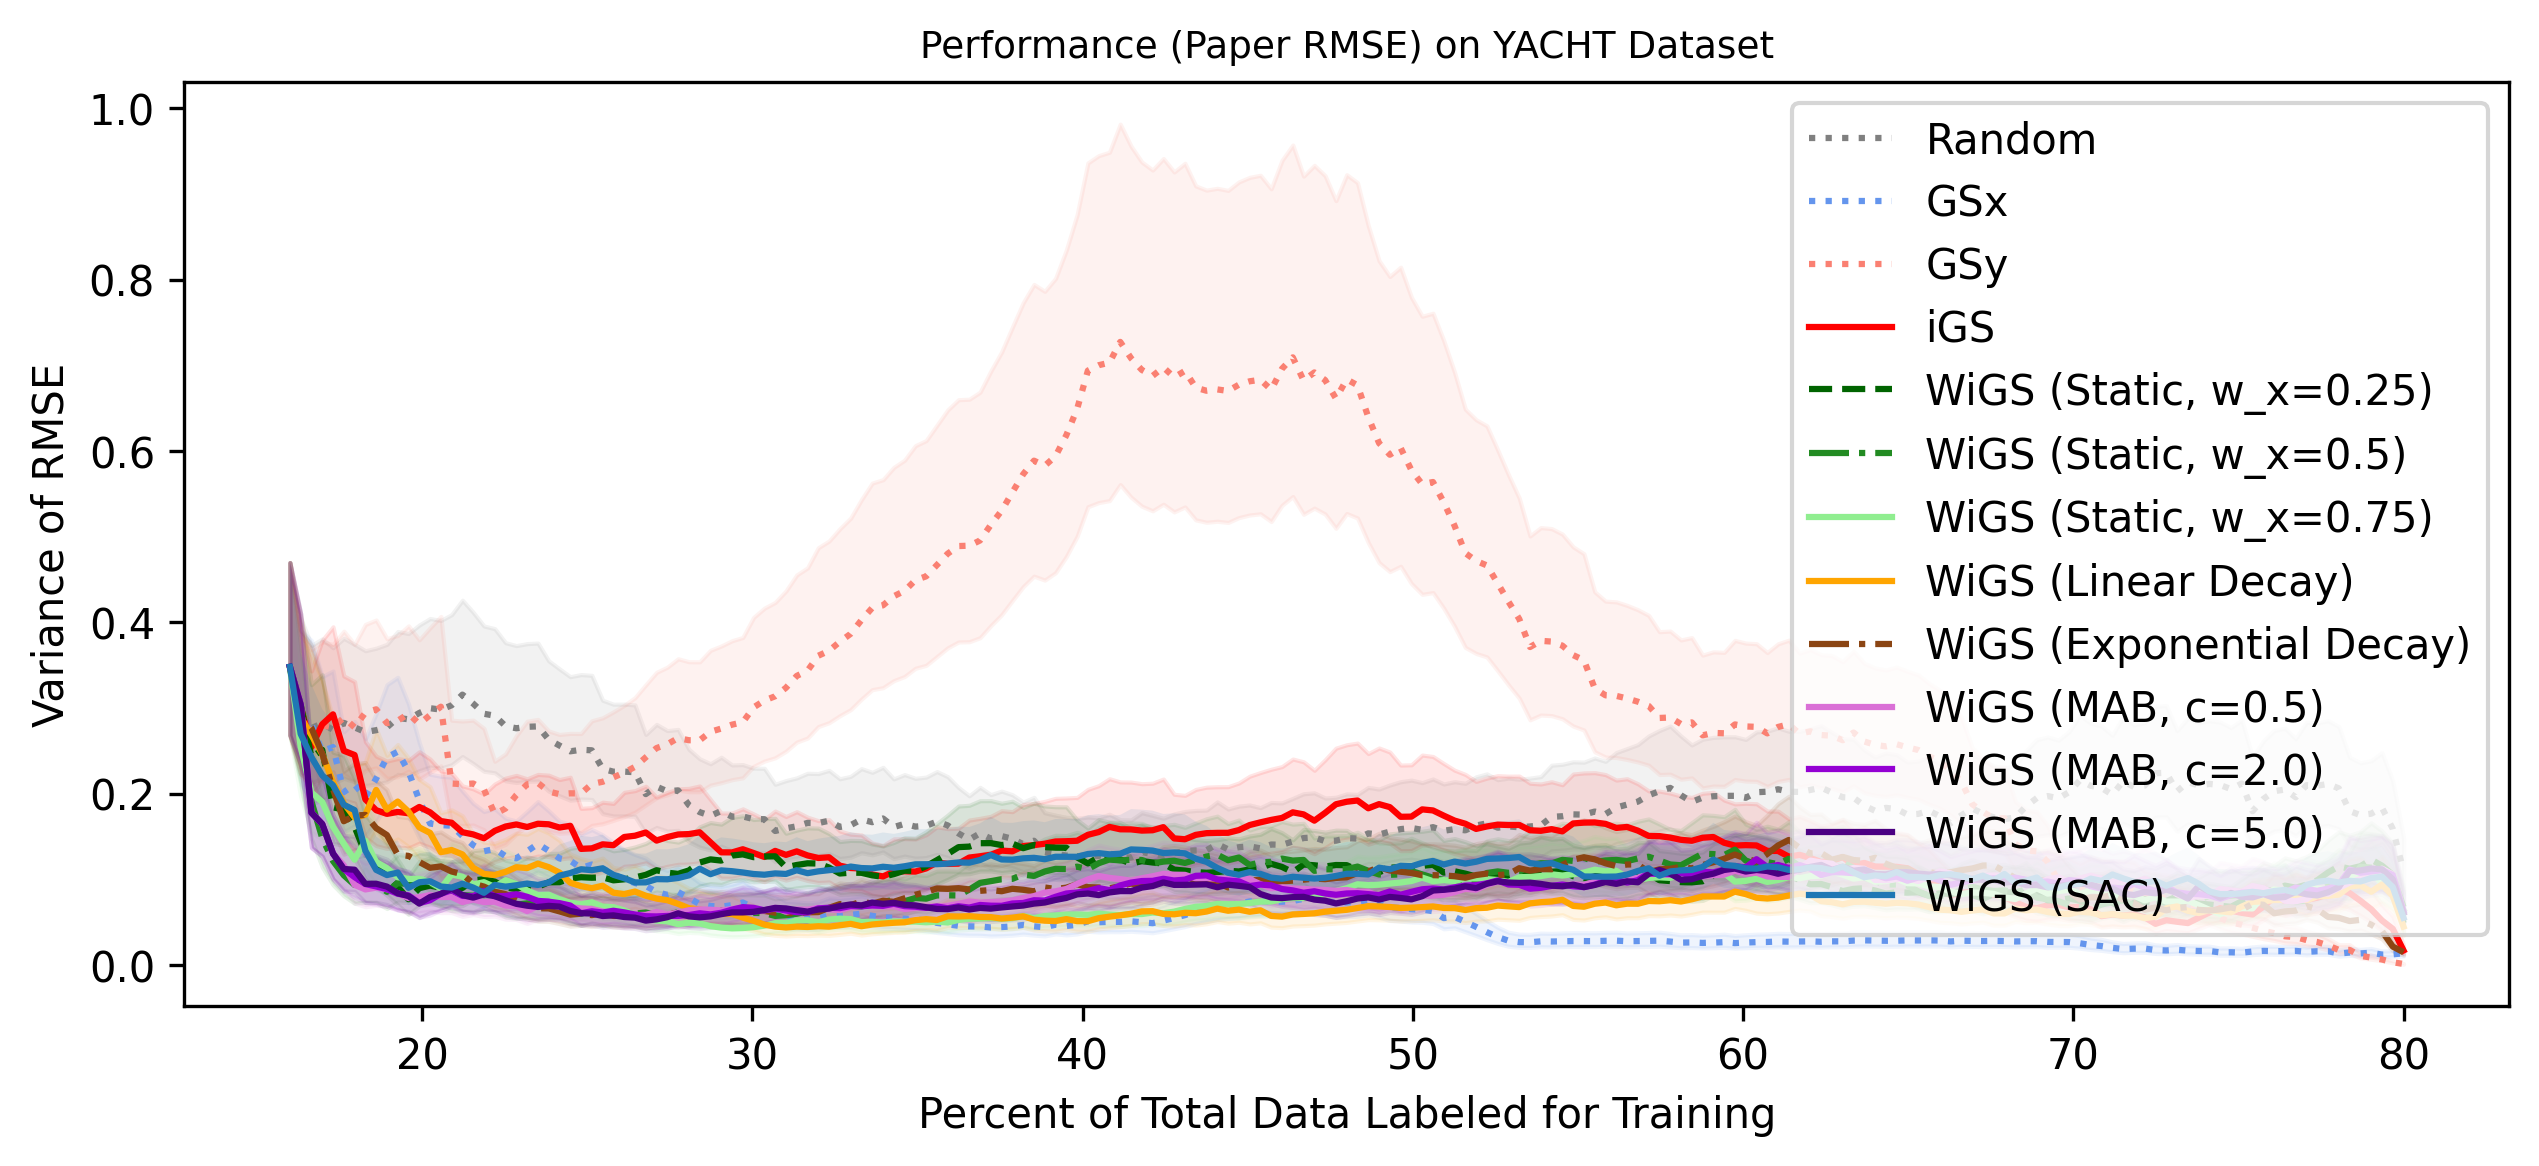 Performance (Paper RMSE) on YACHT Dataset
Variance of RMSE
1.0
0.8
0.6
0.4
0.2
0.0
Random
GSx
GSy
iGS
WiGS (Static, w_x=0.25)
WiGS (Static, w_x=0.5)
WiGS (Static, w_x=0.75)
WiGS (Linear Decay)
WiGS (Exponential Decay)
WiGS (MAB, c=0.5)
WiGS (MAB, c=2.0)
WiGS (MAB, c=5.0)
WiGS (SAC)
20 30 40 50 60 70 80
Percent of Total Data Labeled for Training